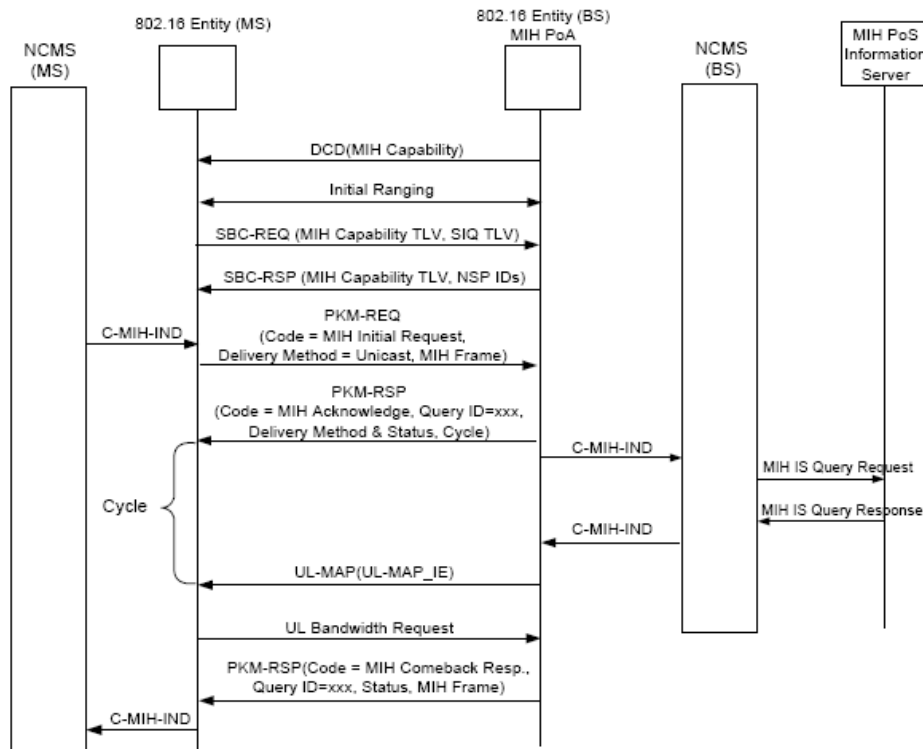 802.16 Entity (MS)
802.16 Entity (BS)
MIH PoA
NCMS
(MS)
NCMS
(BS)
MIH PoS
Information
Server
DCD(MIH Capability)
Initial Ranging
SBC-REQ (MIH Capability TLV, SIQ TLV)
SBC-RSP (MIH Capability TLV, NSP IDs)
C-MIH-IND
PKM-REQ
(Code = MIH Initial Request,
Delivery Method = Unicast, MIH Frame)
PKM-RSP
(Code = MIH Acknowledge, Query ID=xxx,
Delivery Method & Status, Cycle)
C-MIH-IND
MIH IS Query Request
Cycle
MIH IS Query Response
C-MIH-IND
UL-MAP(UL-MAP_IE)
UL Bandwidth Request
PKM-RSP(Code = MIH Comeback Resp.,
Query ID=xxx, Status, MIH Frame)
C-MIH-IND